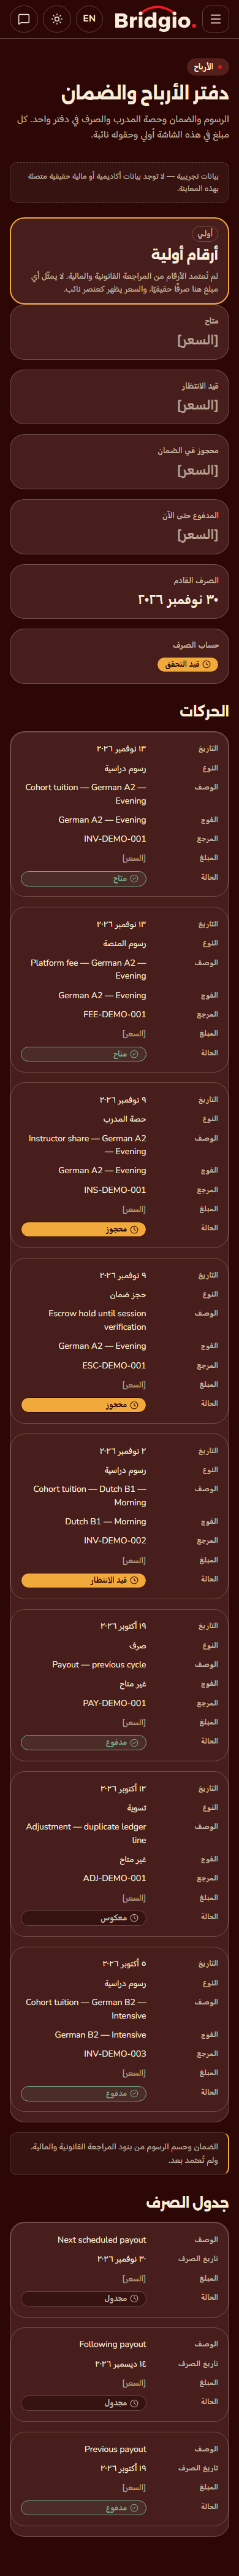 EN
Bridgio.
الأرباح
دفتر الأرباح والضمان
الرسوم والضمان وحصة المدرب والصرف في دفتر واحد. كل
مبلغ في هذه الشاشة أولي وحقوله نائبة.
بيانات تجريبية — لا توجد بيانات أكاديمية أو مالية حقيقية متصلة
بهذه المعاينة.
أولي
أرقام أولية
لم تُعتمد الأرقام من المراجعة القانونية والمالية. لا يمثّل أي
مبلغ هنا صرفًا حقيقيًا، والسعر يظهر كعنصر نائب.
متاح
[السعر]
قيد الانتظار
[السعر]
محجوز في الضمان
[السعر]
المدفوع حتى الآن
[السعر]
الصرف القادم
٣٠ نوفمبر ٢٠٢٦
حساب الصرف
قيد التحقق
الحركات
التاريخ
١٣ نوفمبر ٢٠٢٦
النوع
رسوم دراسية
الوصف
Cohort tuition — German A2 —
Evening
الفوج
German A2 — Evening
المرجع
INV-DEMO-001
المبلغ
[السعر]
الحالة
متاح
التاريخ
١٣ نوفمبر ٢٠٢٦
النوع
رسوم المنصة
الوصف
Platform fee — German A2 —
Evening
الفوج
German A2 — Evening
المرجع
FEE-DEMO-001
المبلغ
[السعر]
الحالة
متاح
التاريخ
٩ نوفمبر ٢٠٢٦
النوع
حصة المدرب
الوصف
Instructor share — German A2
— Evening
الفوج
German A2 — Evening
المرجع
INS-DEMO-001
المبلغ
[السعر]
الحالة
محجوز
التاريخ
٩ نوفمبر ٢٠٢٦
النوع
حجز ضمان
الوصف
Escrow hold until session
verification
الفوج
German A2 — Evening
المرجع
ESC-DEMO-001
المبلغ
[السعر]
الحالة
محجوز
التاريخ
٢ نوفمبر ٢٠٢٦
النوع
رسوم دراسية
الوصف
Cohort tuition — Dutch B1 —
Morning
الفوج
Dutch B1 — Morning
المرجع
INV-DEMO-002
المبلغ
[السعر]
الحالة
قيد الانتظار
التاريخ
١٩ أكتوبر ٢٠٢٦
النوع
صرف
الوصف
Payout — previous cycle
الفوج
غير متاح
المرجع
PAY-DEMO-001
المبلغ
[السعر]
الحالة
مدفوع
التاريخ
١٢ أكتوبر ٢٠٢٦
النوع
تسوية
الوصف
Adjustment — duplicate ledger
line
الفوج
غير متاح
المرجع
ADJ-DEMO-001
المبلغ
[السعر]
الحالة
معكوس
التاريخ
٥ أكتوبر ٢٠٢٦
النوع
رسوم دراسية
الوصف
Cohort tuition — German B2 —
Intensive
الفوج
German B2 — Intensive
المرجع
INV-DEMO-003
المبلغ
[السعر]
الحالة
مدفوع
الضمان وحسم الرسوم من بنود المراجعة القانونية والمالية،
ولم تُعتمد بعد.
جدول الصرف
الوصف
Next scheduled payout
تاريخ الصرف
٣٠ نوفمبر ٢٠٢٦
المبلغ
[السعر]
الحالة
مجدول
الوصف
Following payout
تاريخ الصرف
١٤ ديسمبر ٢٠٢٦
المبلغ
[السعر]
الحالة
مجدول
الوصف
Previous payout
تاريخ الصرف
١٩ أكتوبر ٢٠٢٦
المبلغ
[السعر]
الحالة
مدفوع